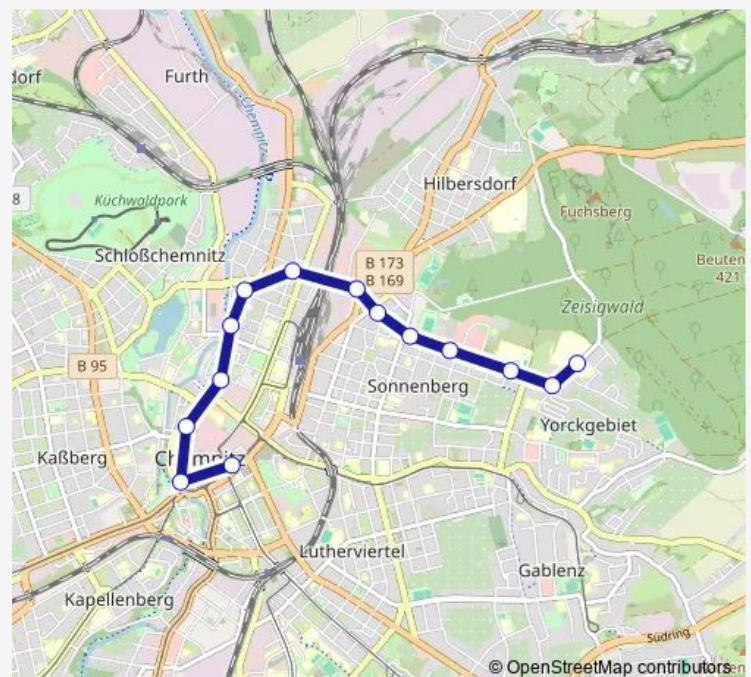 dorf
Furth
Chemnitz
Hilbersdorf
8
Küchwaldpark
Fuchsberg
Schloßchemnitz
B 173
B 169
Beuten
421
Zeisigwald
B 95
Sonnenberg
Yorckgebiet
Kaßberg
Chemnitz
Lutherviertel
Gablenz
Kapellenberg
Südring
© OpenStreetMap contributors